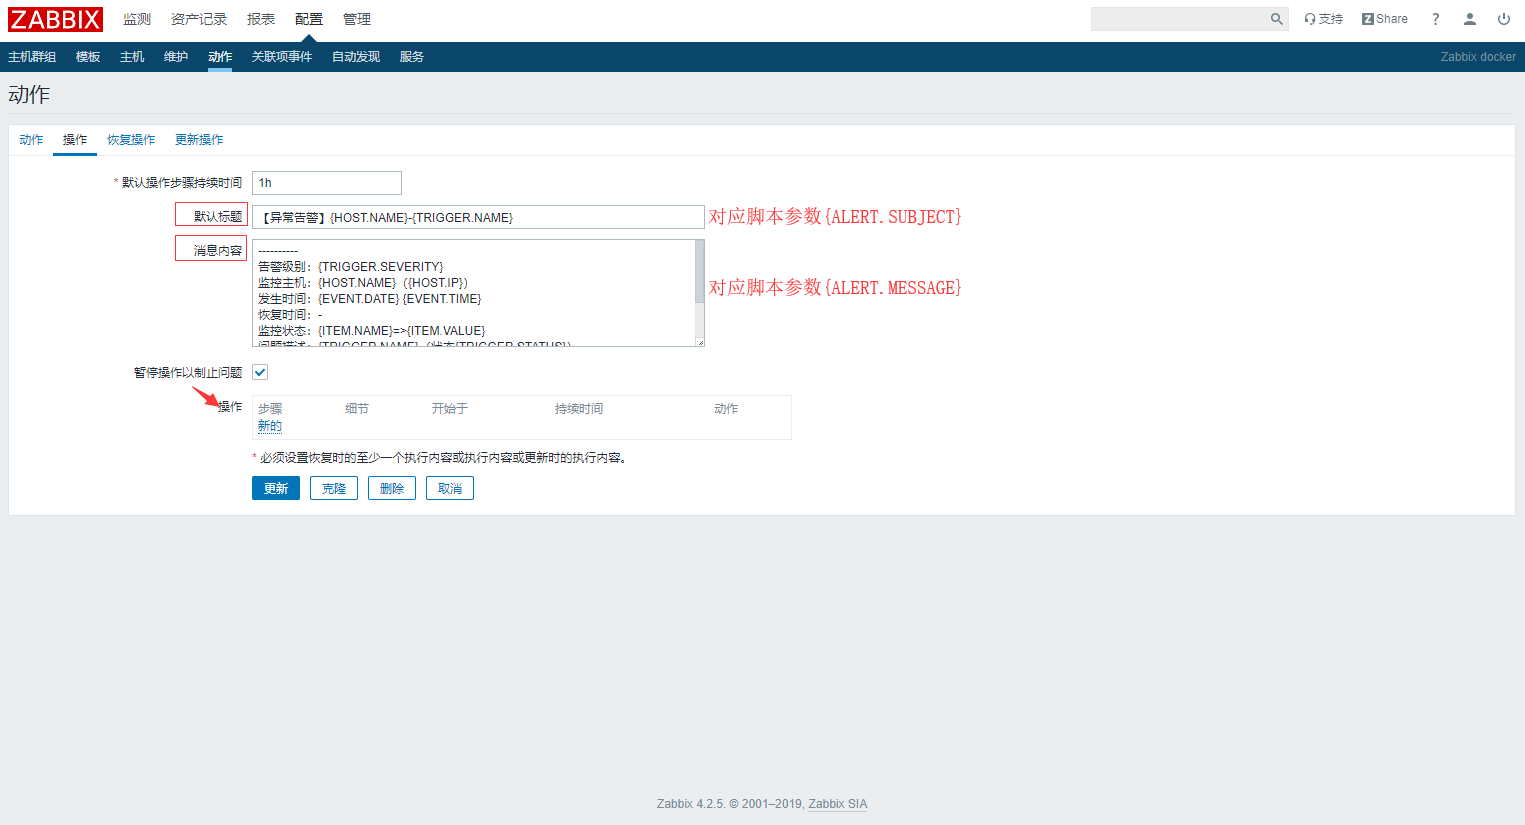 ZABBIX 监测 资产记录 报表 配置 管理 支持 Z Share ?
主机群组 模板 主机 维护 动作 关联项事件 自动发现 服务 Zabbix docker
动作
动作 操作 恢复操作 更新操作
* 默认操作步骤持续时间 1h
默认标题 【异常告警】{HOST.NAME}-{TRIGGER.NAME} 对应脚本参数{ALERT.SUBJECT}
消息内容 ----------
告警级别：{TRIGGER.SEVERITY}
监控主机：{HOST.NAME}（{HOST.IP}）
对应脚本参数{ALERT.MESSAGE}
发生时间：{EVENT.DATE} {EVENT.TIME}
恢复时间：-
监控状态：{ITEM.NAME}=>{ITEM.VALUE}
问题描述：{TRIGGER.NAME}（状态{TRIGGER.STATUS}）
暂停操作以制止问题
操作 步骤 细节 开始于 持续时间 动作
新的
* 必须设置恢复时的至少一个执行内容或执行内容或更新时的执行内容。
更新 克隆 删除 取消
Zabbix 4.2.5. © 2001–2019, Zabbix SIA